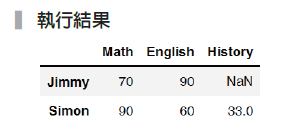 執行結果
Math English History
Jimmy 70 90 NaN
Simon 90 60 33.0